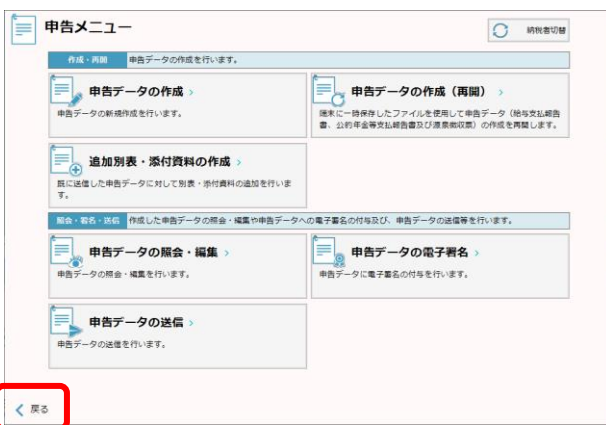 申告メニュー
納税者切替
作成・再開 申告データの作成を行います。
申告データの作成 >
申告データの新規作成を行います。
申告データの作成（再開） >
端末に一時保存したファイルを使用して申告データ（給与支払報告
書、公的年金等支払報告書及び源泉徴収票）の作成を再開します。
追加別表・添付資料の作成 >
既に送信した申告データに対して別表・添付資料の追加を行いま
す。
照会・署名・送信 作成した申告データの照会・編集や申告データへの電子署名の付与及び、申告データの送信等を行います。
申告データの照会・編集 >
申告データの照会・編集を行います。
申告データの電子署名 >
申告データに電子署名の付与を行います。
申告データの送信 >
申告データの送信を行います。
戻る